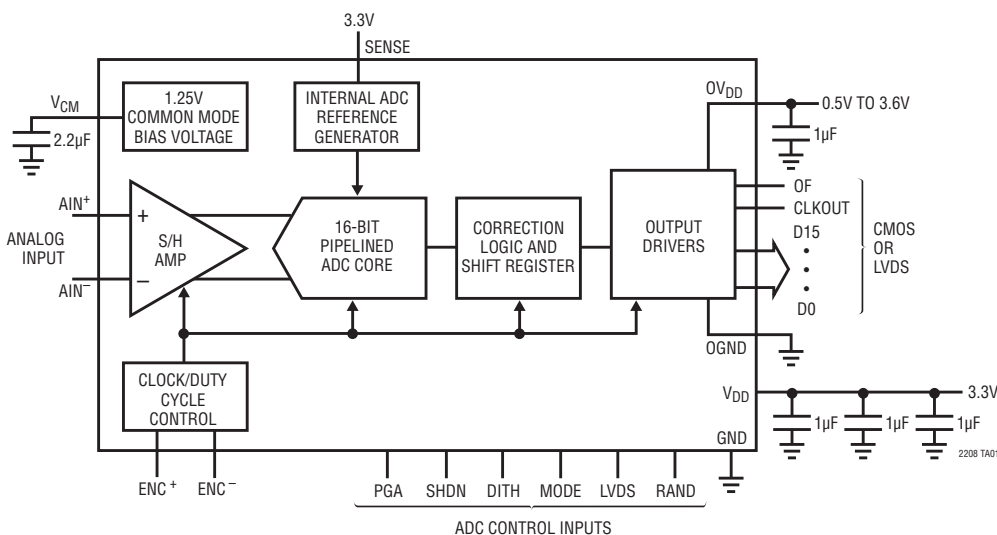 3.3V
SENSE
V_CM
2.2µF
1.25V
COMMON MODE
BIAS VOLTAGE
INTERNAL ADC
REFERENCE
GENERATOR
OV_DD
0.5V TO 3.6V
1µF
AIN+
ANALOG
INPUT
AIN−
+
S/H
AMP
−
16-BIT
PIPELINED
ADC CORE
CORRECTION
LOGIC AND
SHIFT REGISTER
OUTPUT
DRIVERS
OF
CLKOUT
D15
•
•
•
D0
CMOS
OR
LVDS
OGND
CLOCK/DUTY
CYCLE
CONTROL
V_DD
3.3V
1µF 1µF 1µF
GND
2208 TA01
ENC+ ENC−
PGA SHDN DITH MODE LVDS RAND
ADC CONTROL INPUTS